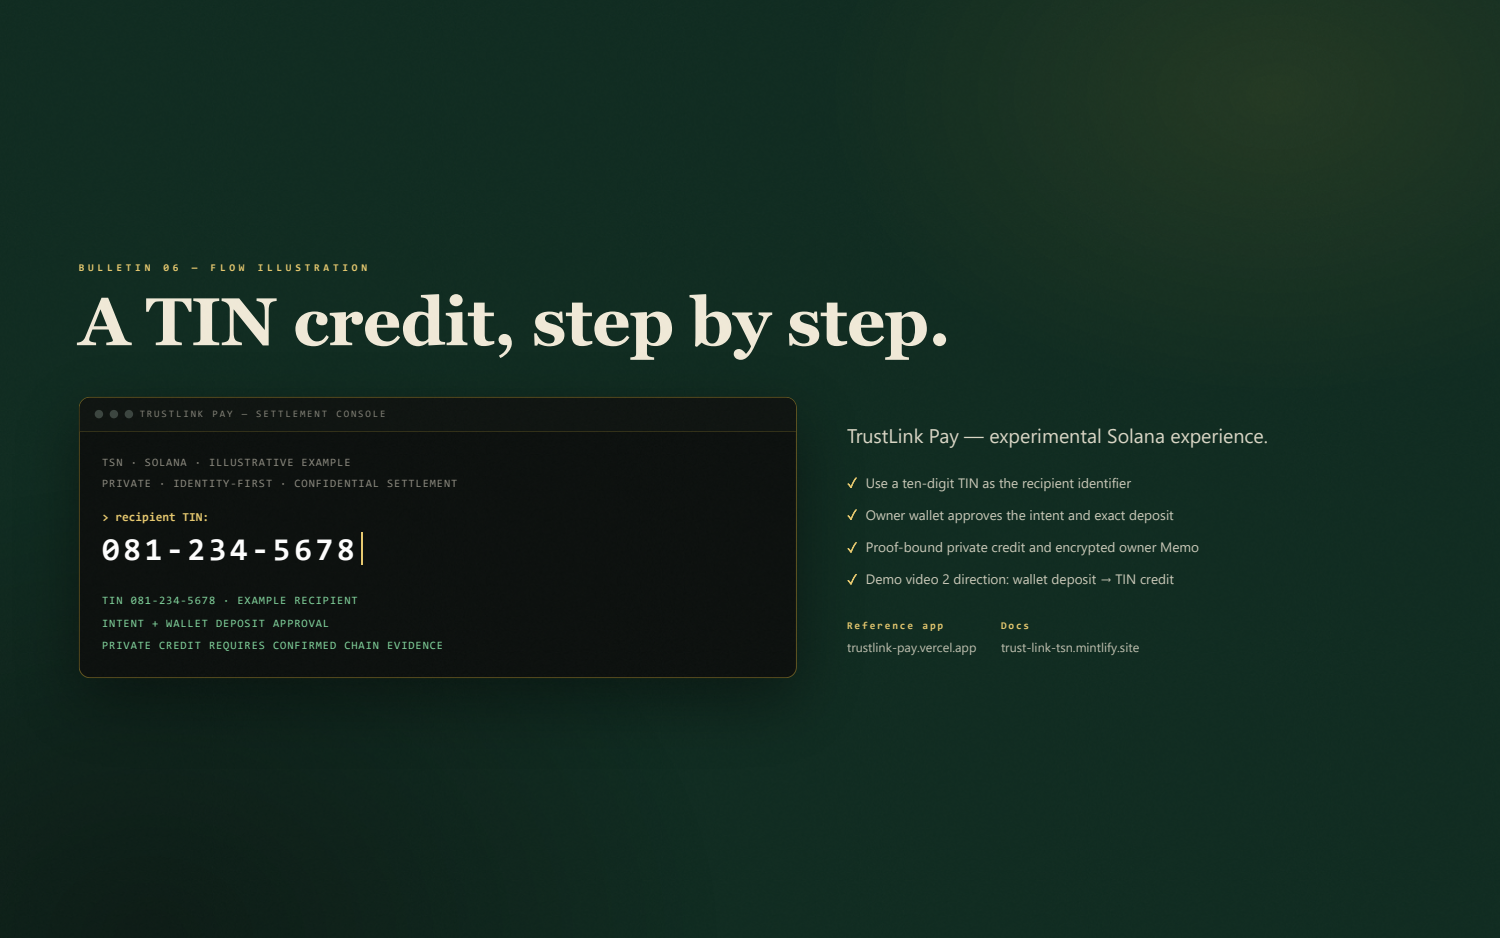 BULLETIN 06 — FLOW ILLUSTRATION
A TIN credit, step by step.
TRUSTLINK PAY — SETTLEMENT CONSOLE
TSN · SOLANA · ILLUSTRATIVE EXAMPLE
PRIVATE · IDENTITY-FIRST · CONFIDENTIAL SETTLEMENT
> recipient TIN:
081-234-5678
TIN 081-234-5678 · EXAMPLE RECIPIENT
INTENT + WALLET DEPOSIT APPROVAL
PRIVATE CREDIT REQUIRES CONFIRMED CHAIN EVIDENCE
TrustLink Pay — experimental Solana experience.
✓ Use a ten-digit TIN as the recipient identifier
✓ Owner wallet approves the intent and exact deposit
✓ Proof-bound private credit and encrypted owner Memo
✓ Demo video 2 direction: wallet deposit → TIN credit
Reference app
trustlink-pay.vercel.app
Docs
trust-link-tsn.mintlify.site